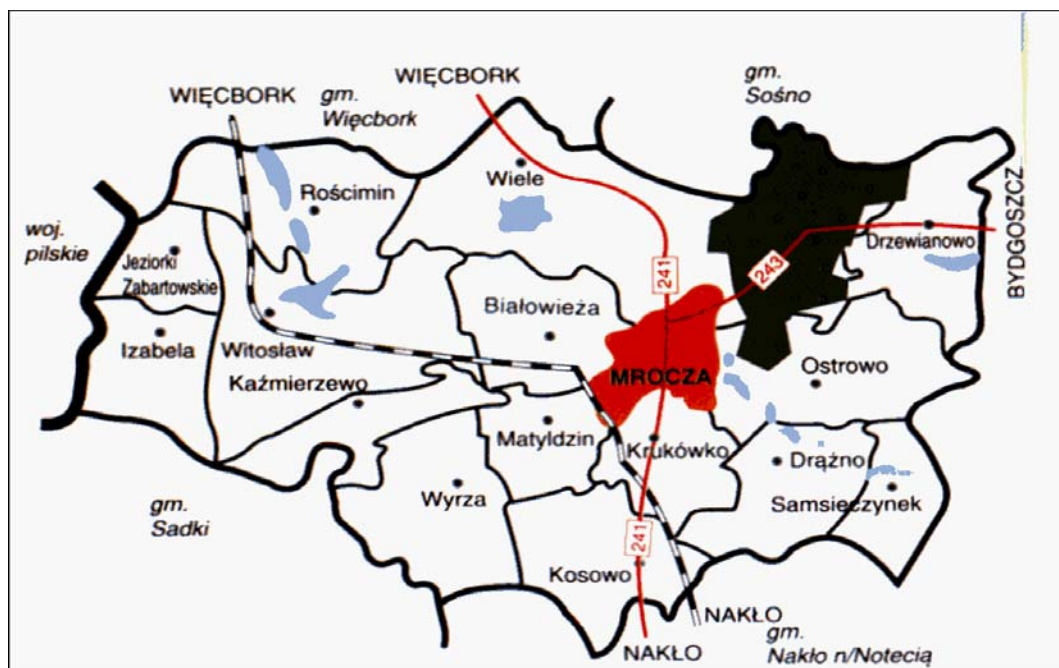 WIĘCBORK
gm.
Sośno
WIĘCBORK
gm.
Więcbork
Wiele
Rościmin
BYDGOSZCZ
woj.
pilskie
Drzewianowo
Jeziorki
Zabartowskie
241
243
Białowieża
Izabela
Witosław
MROCZA
Ostrowo
Kaźmierzewo
Matyldzin
Krukówko
Drążno
Wyrza
Samsieczynek
gm.
Sadki
241
Kosowo
NAKŁO
NAKŁO
gm.
Nakło n/Notecią